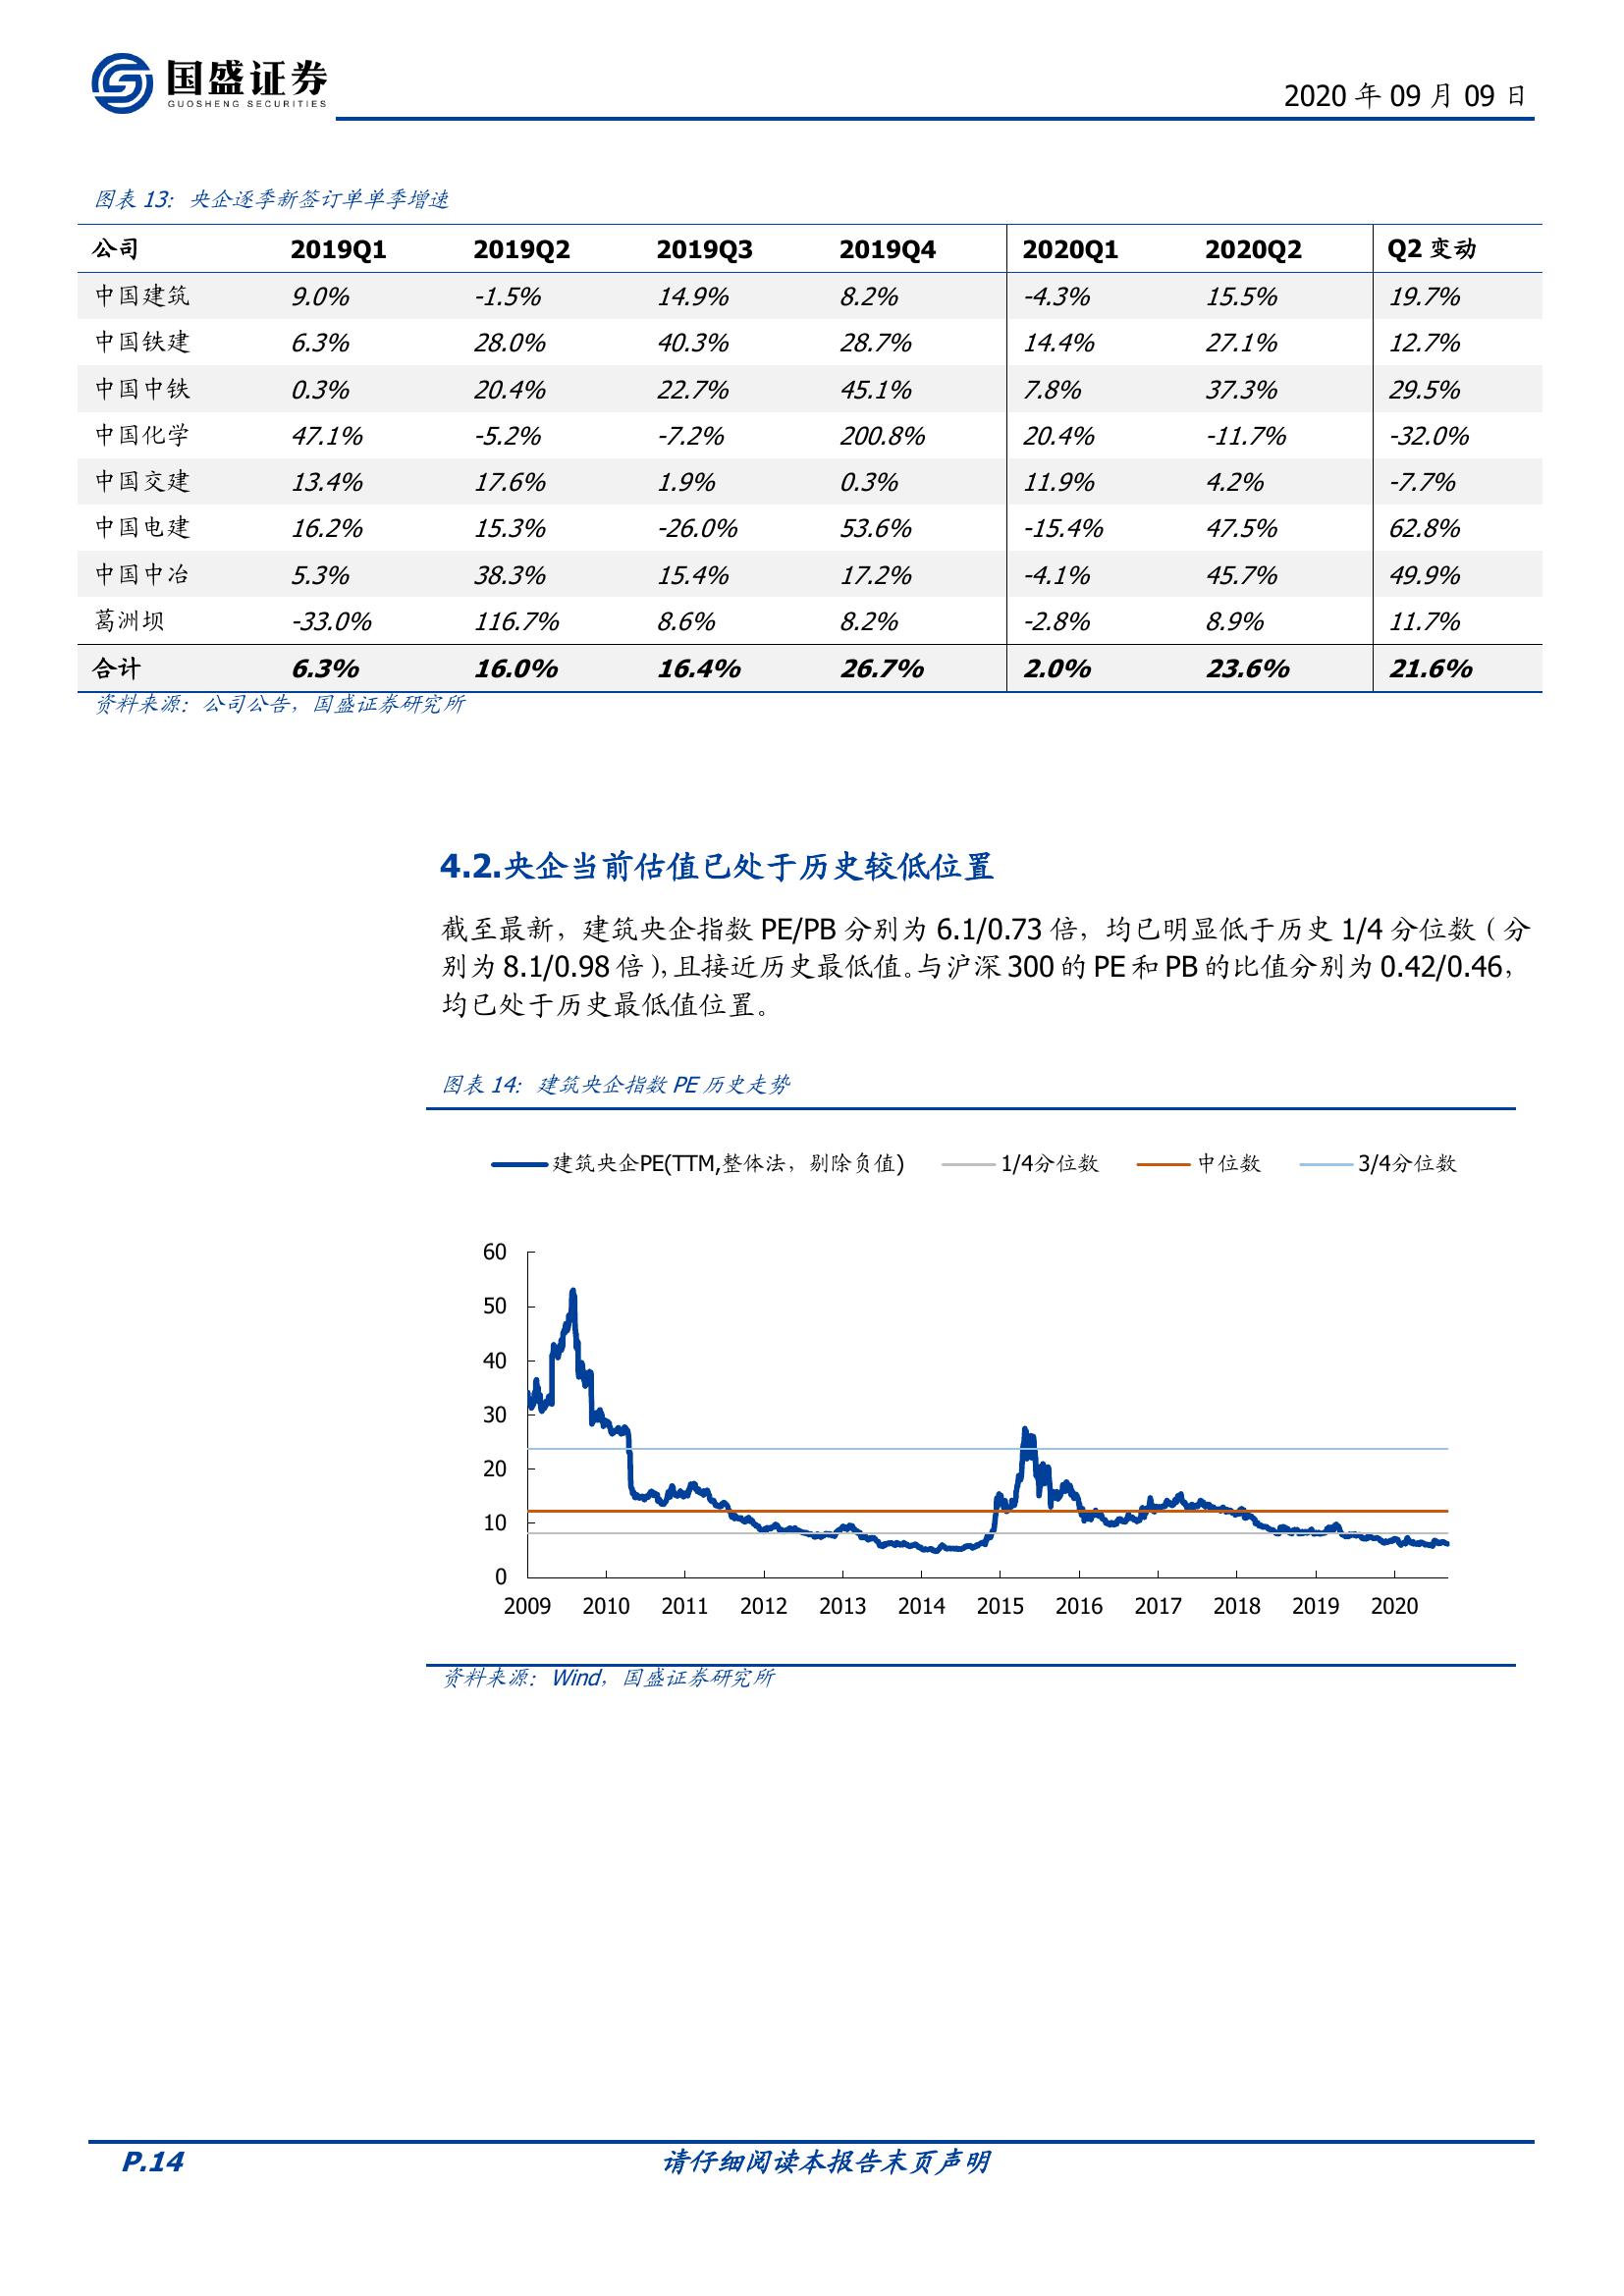 国盛证券
GUOSHENG SECURITIES
2020 年 09 月 09 日
图表 13：央企逐季新签订单单季增速
公司 2019Q1 2019Q2 2019Q3 2019Q4 2020Q1 2020Q2 Q2 变动
中国建筑 9.0% -1.5% 14.9% 8.2% -4.3% 15.5% 19.7%
中国铁建 6.3% 28.0% 40.3% 28.7% 14.4% 27.1% 12.7%
中国中铁 0.3% 20.4% 22.7% 45.1% 7.8% 37.3% 29.5%
中国化学 47.1% -5.2% -7.2% 200.8% 20.4% -11.7% -32.0%
中国交建 13.4% 17.6% 1.9% 0.3% 11.9% 4.2% -7.7%
中国电建 16.2% 15.3% -26.0% 53.6% -15.4% 47.5% 62.8%
中国中冶 5.3% 38.3% 15.4% 17.2% -4.1% 45.7% 49.9%
葛洲坝 -33.0% 116.7% 8.6% 8.2% -2.8% 8.9% 11.7%
合计 6.3% 16.0% 16.4% 26.7% 2.0% 23.6% 21.6%
资料来源：公司公告，国盛证券研究所
4.2.央企当前估值已处于历史较低位置
截至最新，建筑央企指数 PE/PB 分别为 6.1/0.73 倍，均已明显低于历史 1/4 分位数（分
别为 8.1/0.98 倍），且接近历史最低值。与沪深 300 的 PE 和 PB 的比值分别为 0.42/0.46，
均已处于历史最低值位置。
图表 14：建筑央企指数 PE 历史走势
建筑央企PE(TTM,整体法，剔除负值) 1/4分位数 中位数 3/4分位数
60
50
40
30
20
10
0
2009 2010 2011 2012 2013 2014 2015 2016 2017 2018 2019 2020
资料来源：Wind，国盛证券研究所
P.14 请仔细阅读本报告末页声明